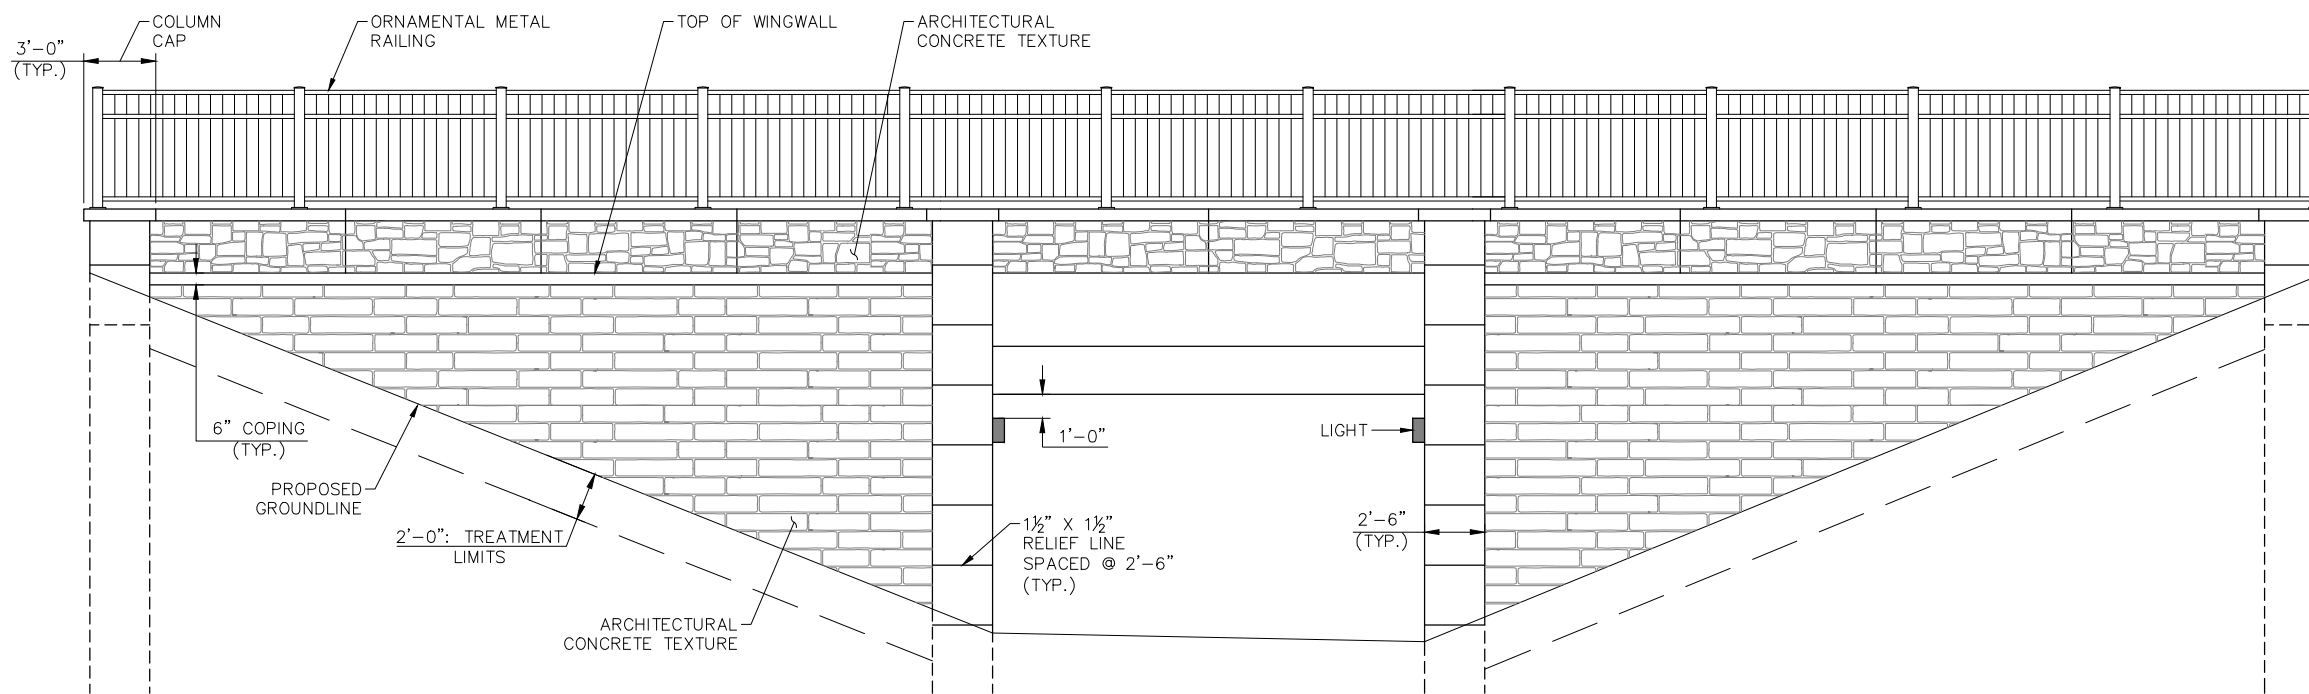 COLUMN
CAP
ORNAMENTAL METAL
RAILING
TOP OF WINGWALL
ARCHITECTURAL
CONCRETE TEXTURE
3'-0"
(TYP.)
6" COPING
(TYP.)
PROPOSED
GROUNDLINE
2'-0": TREATMENT
LIMITS
ARCHITECTURAL
CONCRETE TEXTURE
1'-0"
LIGHT
1½" X 1½"
RELIEF LINE
SPACED @ 2'-6"
(TYP.)
2'-6"
(TYP.)